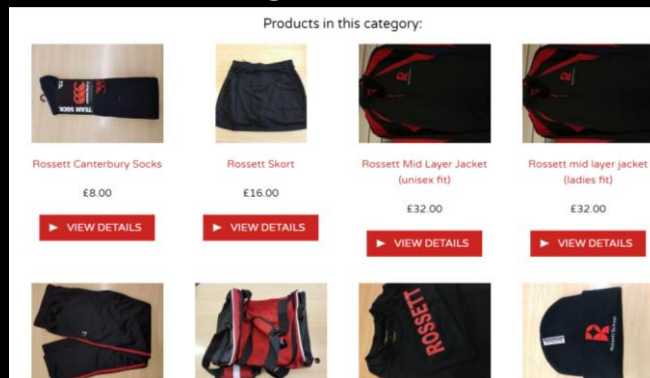 Products in this category:
TEAM SOCK
Rossett Canterbury Socks
Rossett Skort
Rossett Mid Layer Jacket
(unisex fit)
Rossett mid layer jacket
(ladies fit)
£8.00
£16.00
£32.00
£32.00
► VIEW DETAILS
► VIEW DETAILS
► VIEW DETAILS
► VIEW DETAILS
ROSSETT